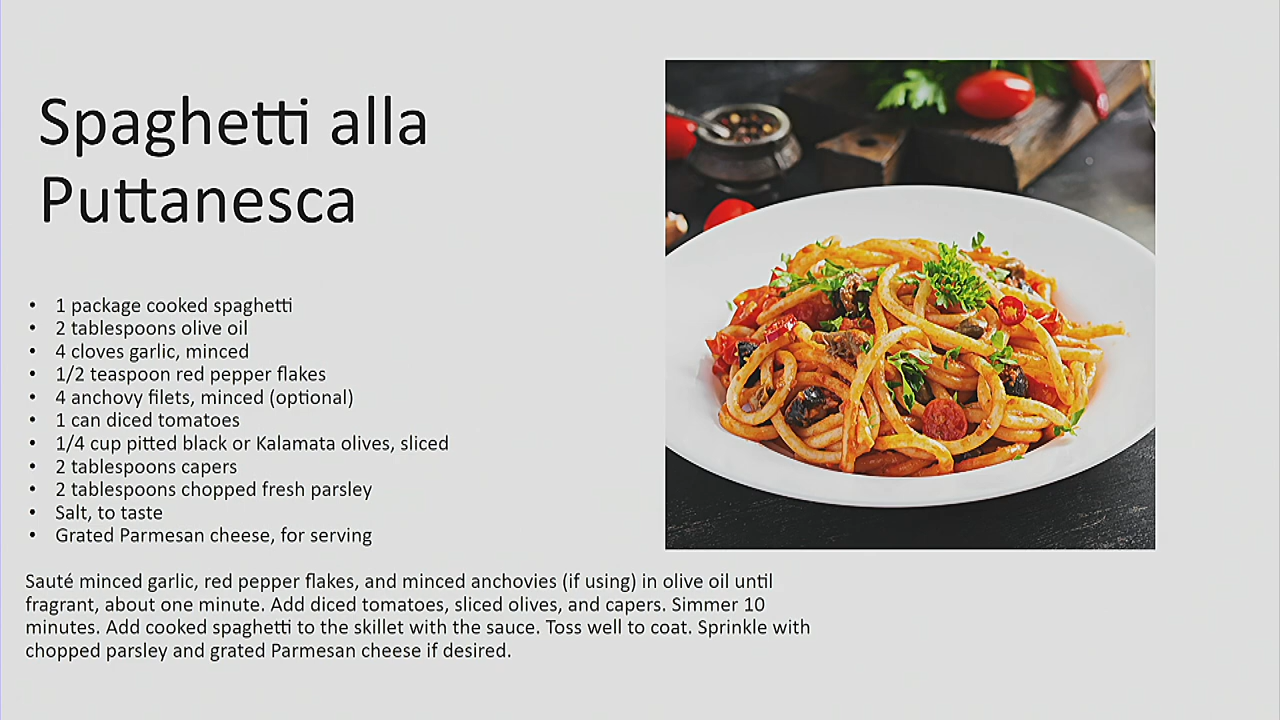 Spaghetti alla
Puttanesca
• 1 package cooked spaghetti
• 2 tablespoons olive oil
• 4 cloves garlic, minced
• 1/2 teaspoon red pepper flakes
• 4 anchovy filets, minced (optional)
• 1 can diced tomatoes
• 1/4 cup pitted black or Kalamata olives, sliced
• 2 tablespoons capers
• 2 tablespoons chopped fresh parsley
• Salt, to taste
• Grated Parmesan cheese, for serving
Sauté minced garlic, red pepper flakes, and minced anchovies (if using) in olive oil until
fragrant, about one minute. Add diced tomatoes, sliced olives, and capers. Simmer 10
minutes. Add cooked spaghetti to the skillet with the sauce. Toss well to coat. Sprinkle with
chopped parsley and grated Parmesan cheese if desired.